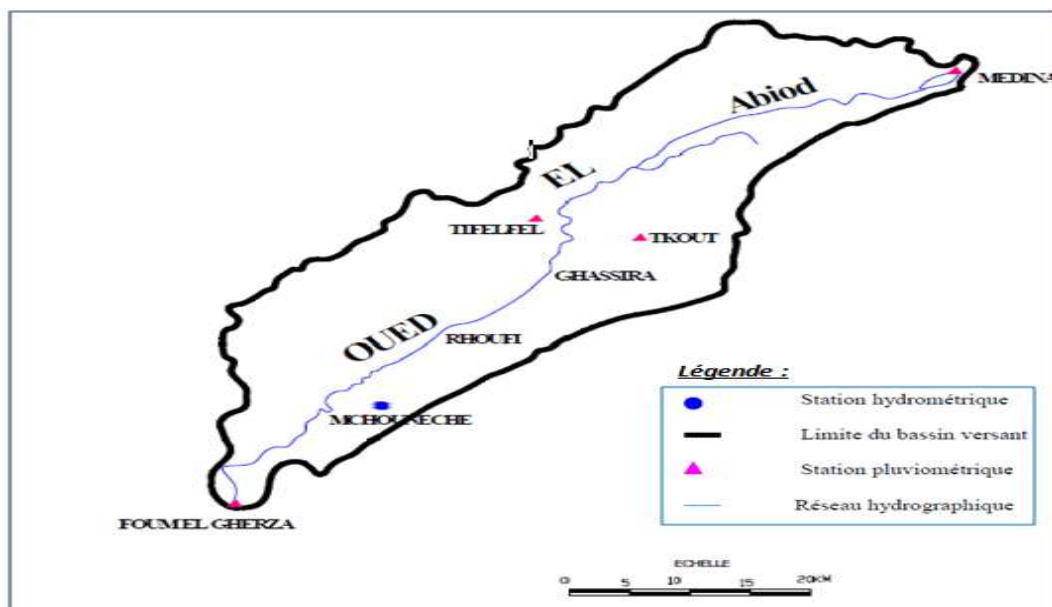 MEDINA
Abiod
EL
TIFELFEL
TKOUT
GHASSIRA
OUED
RHOUFI
MCHOUNECHE
FOUM EL GHERZA
Légende :
Station hydrométrique
Limite du bassin versant
Station pluviométrique
Réseau hydrographique
ECHELLE
0 5 10 15 20KM